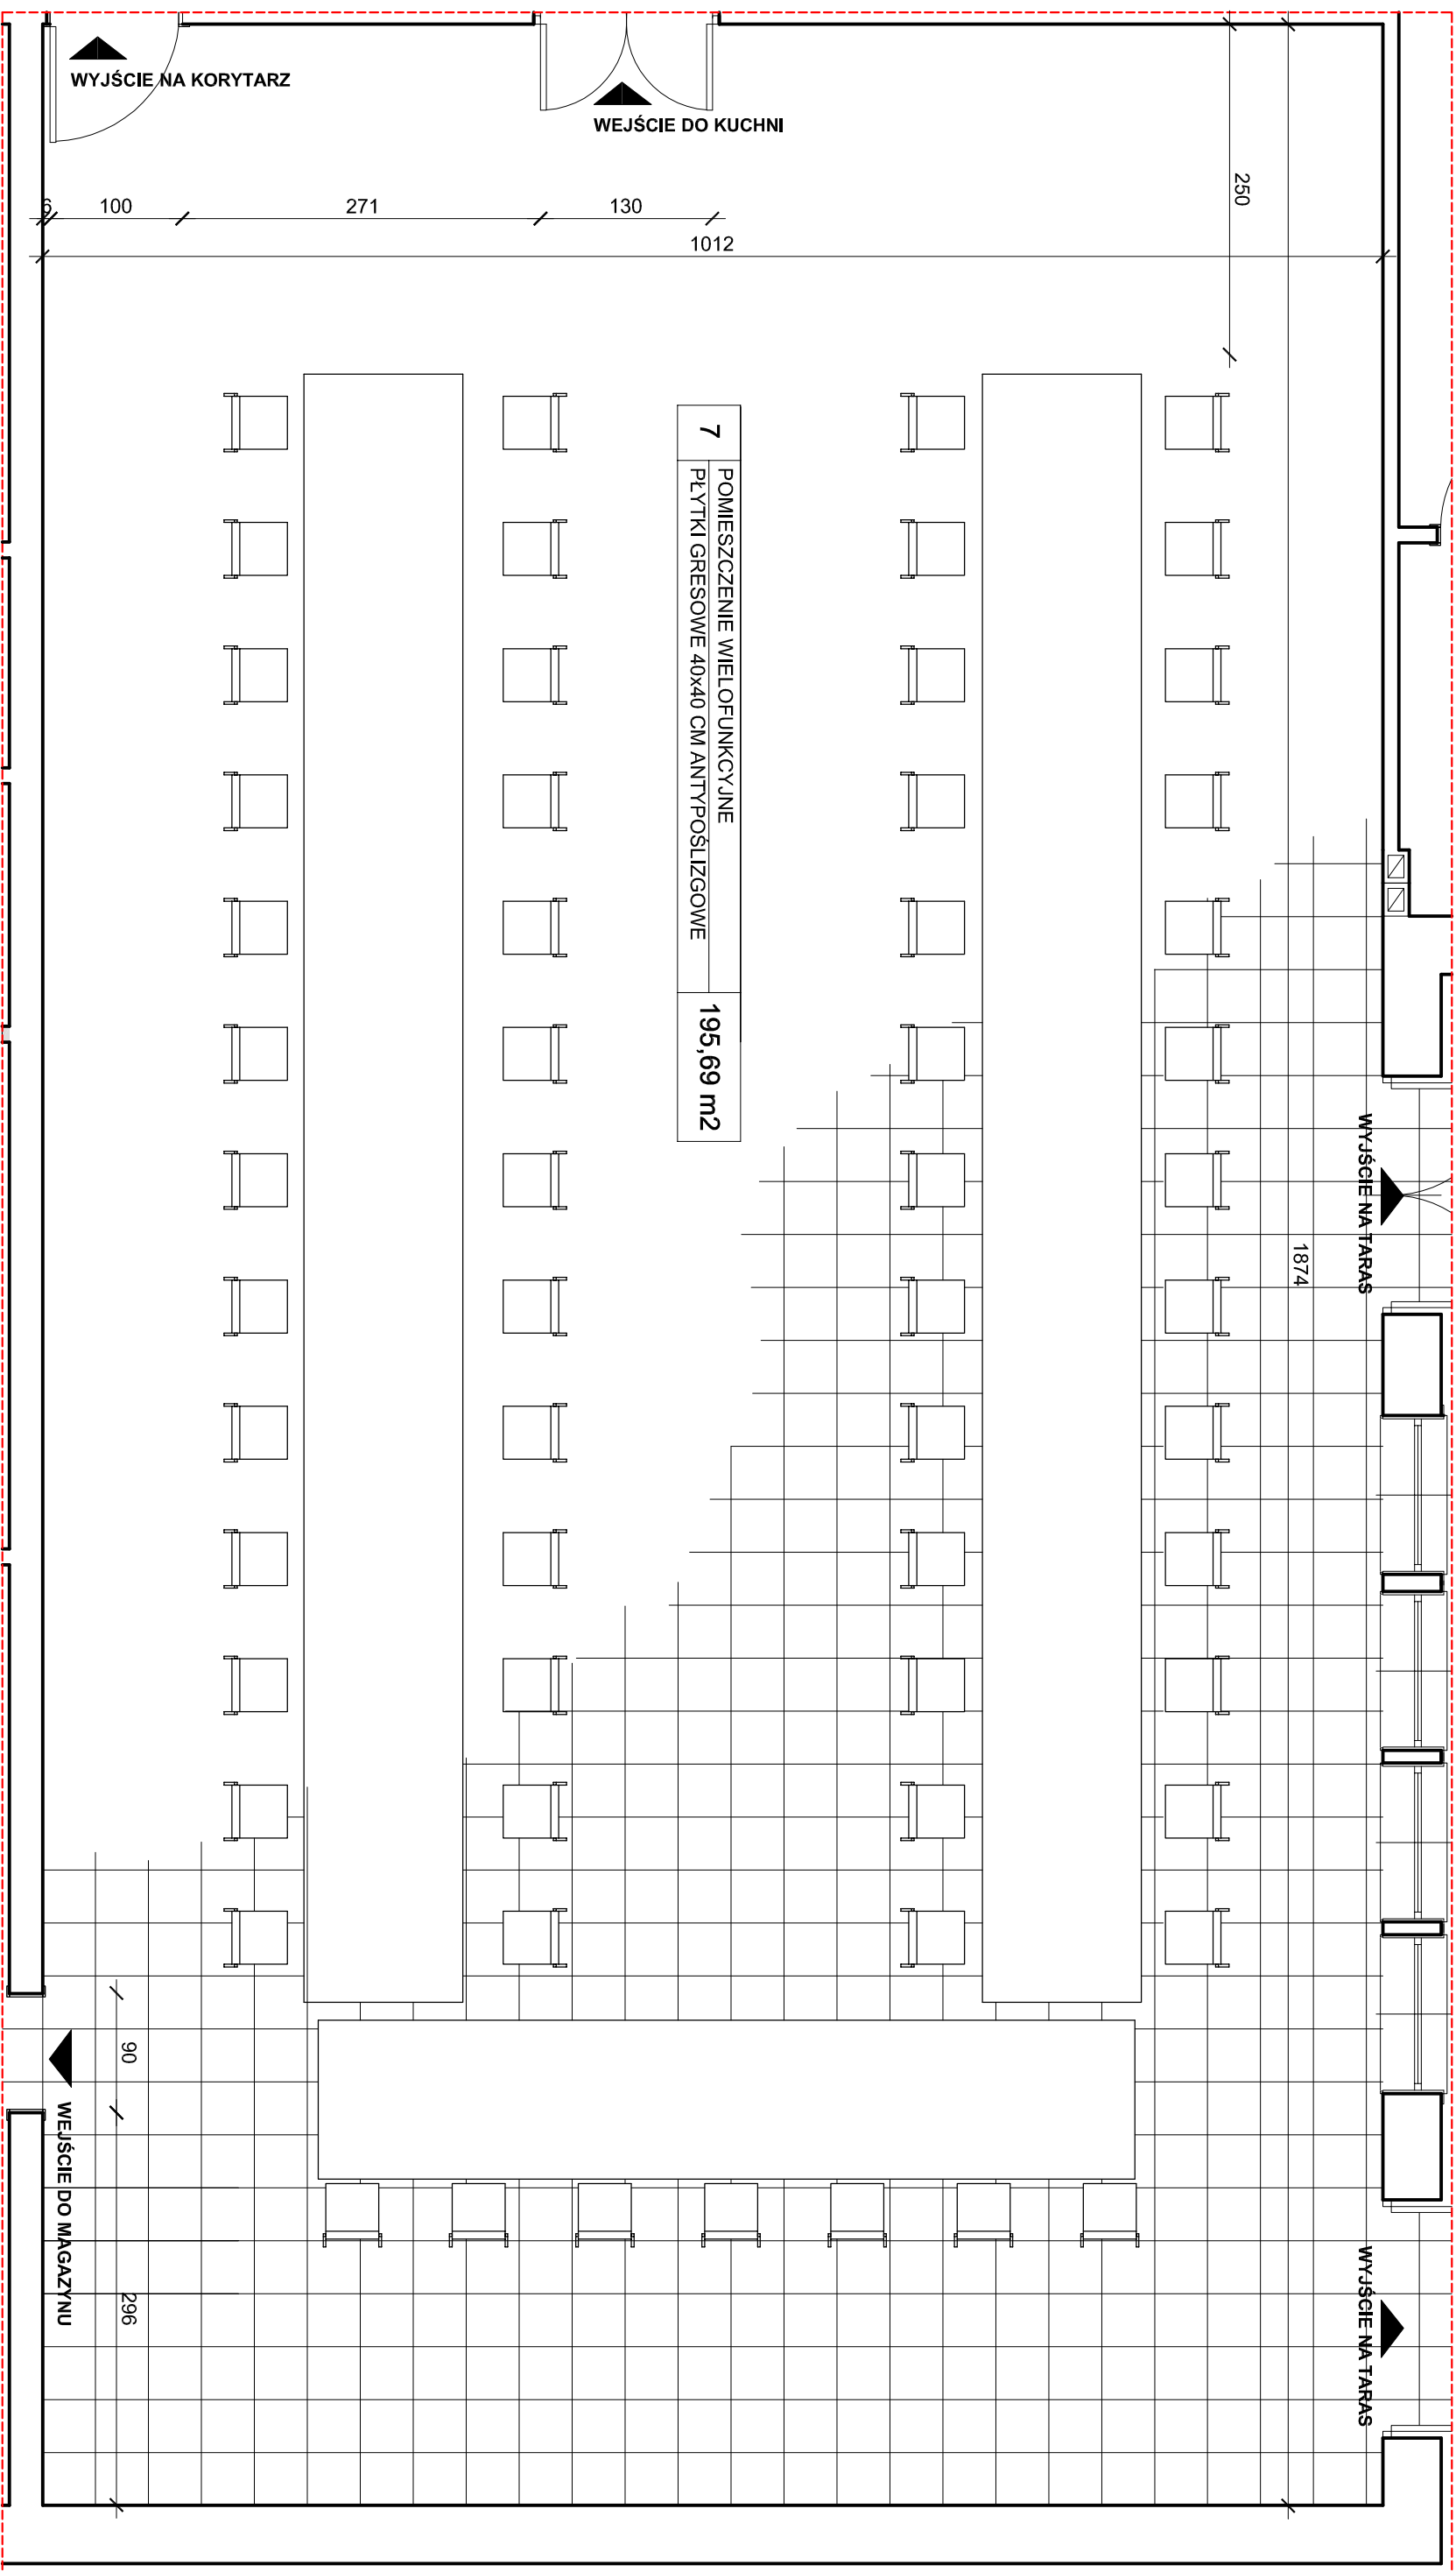 WYJŚCIE NA KORYTARZ
WEJŚCIE DO KUCHNI
250
6
100
271
130
1012
7
POMIESZCZENIE WIELOFUNKCYJNE
PŁYTKI GRESOWE 40x40 CM ANTYPOŚLIZGOWE
195,69 m2
WYJŚCIE NA TARAS
1874
90
WEJŚCIE DO MAGAZYNU
296
WYJŚCIE NA TARAS